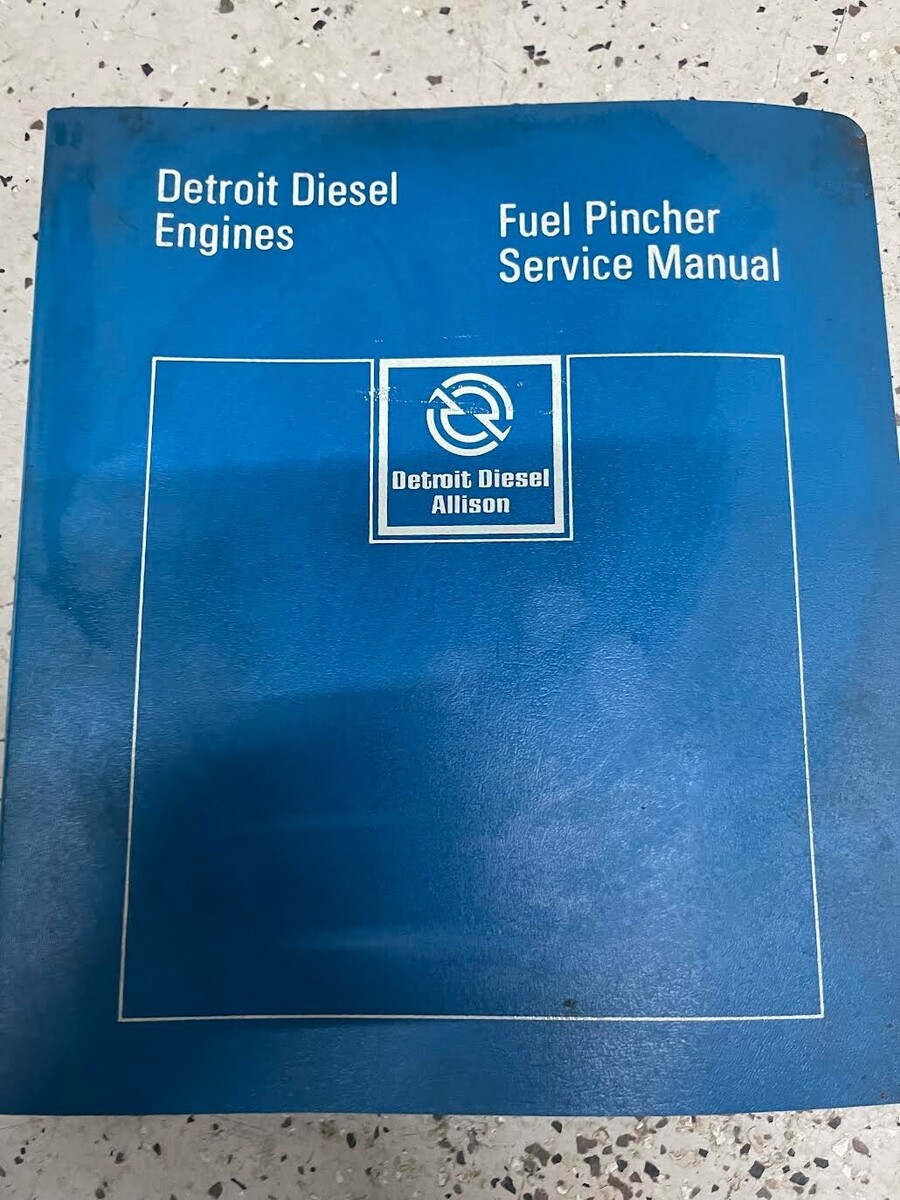 Detroit Diesel
Engines
Fuel Pincher
Service Manual
Detroit Diesel
Allison